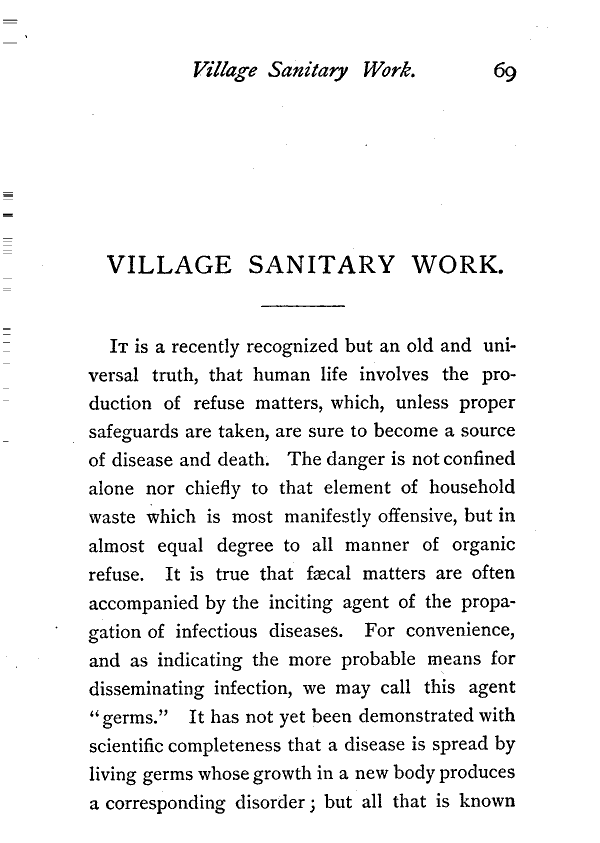 Village Sanitary Work. 69
VILLAGE SANITARY WORK.
It is a recently recognized but an old and uni-
versal truth, that human life involves the pro-
duction of refuse matters, which, unless proper
safeguards are taken, are sure to become a source
of disease and death. The danger is not confined
alone nor chiefly to that element of household
waste which is most manifestly offensive, but in
almost equal degree to all manner of organic
refuse. It is true that fæcal matters are often
accompanied by the inciting agent of the propa-
gation of infectious diseases. For convenience,
and as indicating the more probable means for
disseminating infection, we may call this agent
“germs.” It has not yet been demonstrated with
scientific completeness that a disease is spread by
living germs whose growth in a new body produces
a corresponding disorder; but all that is known